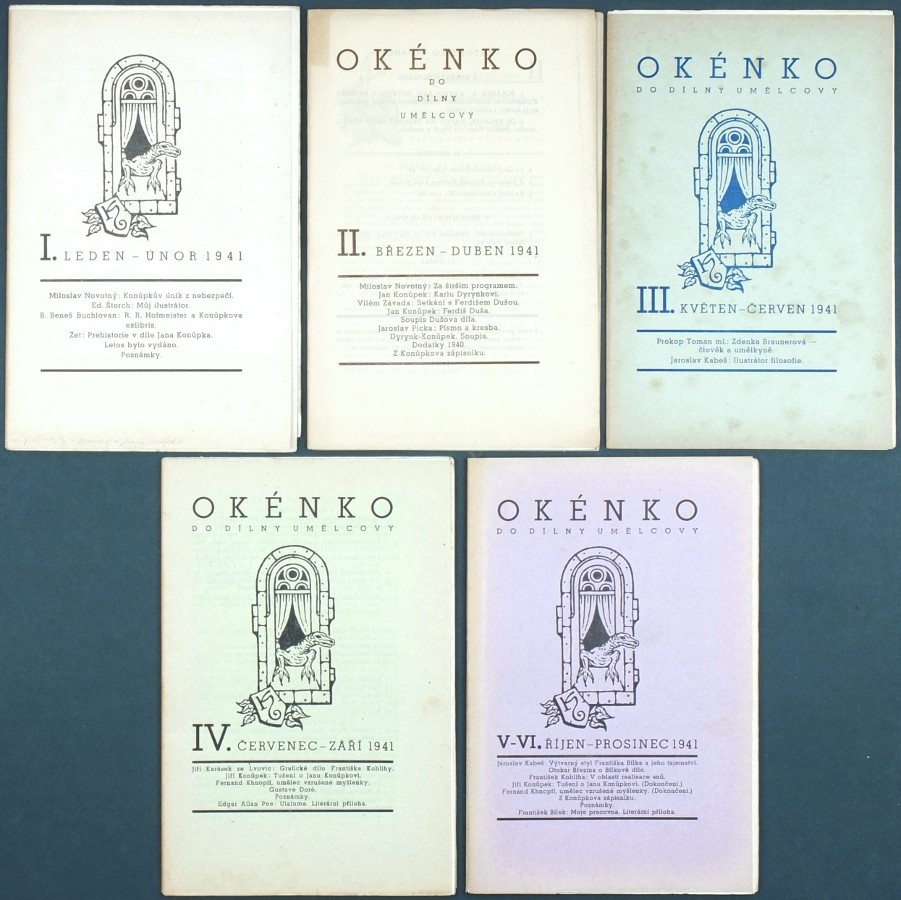 I. LEDEN – ÚNOR 1941
Miloslav Novotný: Konůpkův únik z nebezpečí.
Ed. Štorch: Můj ilustrátor.
B. Beneš Buchlovan: R. R. Hofmeister a Konůpkova
exlibris.
Žet: Prehistorie v díle Jana Konůpka.
Letos bylo vydáno.
Poznámky.
OKÉNKO
DO
DÍLNY
UMĚLCOVY
II. BŘEZEN – DUBEN 1941
Miloslav Novotný: Za širším programem.
Jan Konůpek: Karlu Dyrynkovi.
Vilém Závada: Setkání s Ferdišem Dušou.
Jan Konůpek: Ferdiš Duša.
Soupis Dušova díla.
Jaroslav Picka: Písmo a kresba.
Dyrynk-Konůpek. Soupis.
Dodatky 1940.
Z Konůpkova zápisníku.
OKÉNKO
DO DÍLNY UMĚLCOVY
III. KVĚTEN – ČERVEN 1941
Prokop Toman ml.: Zdenka Braunerová —
člověk a umělkyně.
Jaroslav Kabeš: Ilustrátor filosofie.
OKÉNKO
DO DÍLNY UMĚLCOVY
IV. ČERVENEC – ZÁŘÍ 1941
Jiří Karásek ze Lvovic: Grafické dílo Františka Koblihy.
Jiří Konůpek: Tušení o Janu Konůpkovi.
Fernand Khnopff, umělec vzrušené myšlenky.
Gustave Doré.
Poznámky.
Edgar Allan Poe: Ulalume. Literární příloha.
OKÉNKO
DO DÍLNY UMĚLCOVY
V-VI. ŘÍJEN – PROSINEC 1941
Jaroslav Kabeš: Výtvarný styl Františka Bílka a jeho tajemství.
Otokar Březina o Bílkově díle.
František Kobliha: V oblasti realisace snů.
Jiří Konůpek: Tušení o Janu Konůpkovi. (Dokončení.)
Fernand Khnopff, umělec vzrušené myšlenky. (Dokončení.)
Z Konůpkova zápisníku.
Poznámky.
František Bílek: Moje pracovna, Literární příloha.